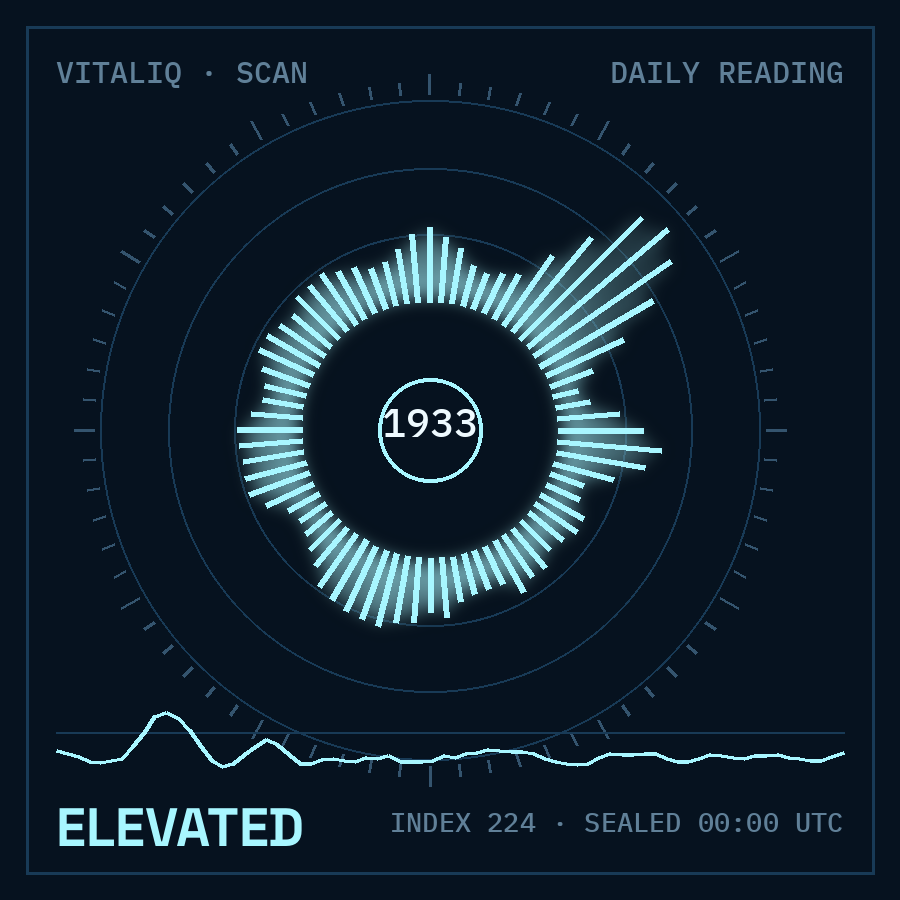 VITALIQ · SCAN
DAILY READING
1933
ELEVATED
INDEX 224 · SEALED 00:00 UTC